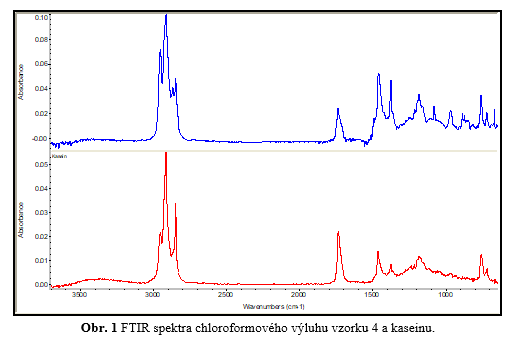 0.10
0.08
0.06
0.04
0.02
-0.00
Absorbance
Kasein
0.05
0.04
0.03
0.02
0.01
0.00
Absorbance
3500 3000 2500 2000 1500 1000
Wavenumbers (cm-1)
Obr. 1 FTIR spektra chloroformového výluhu vzorku 4 a kaseinu.